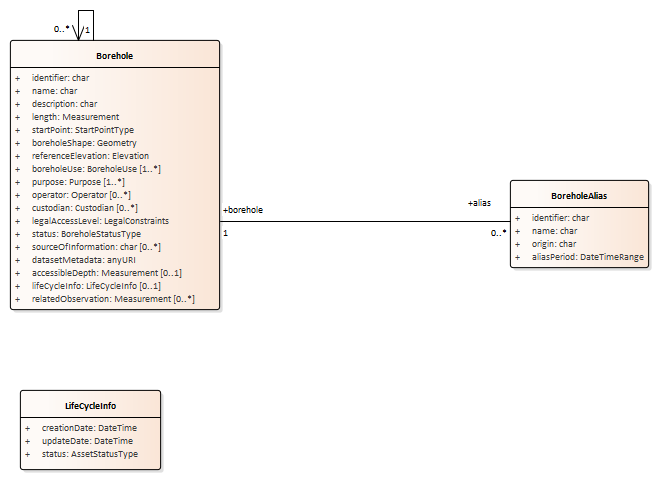 0..*
1
Borehole
+ identifier: char
+ name: char
+ description: char
+ length: Measurement
+ startPoint: StartPointType
+ boreholeShape: Geometry
+ referenceElevation: Elevation
+ boreholeUse: BoreholeUse [1..*]
+ purpose: Purpose [1..*]
+ operator: Operator [0..*]
+ custodian: Custodian [0..*]
+ legalAccessLevel: LegalConstraints
+ status: BoreholeStatusType
+ sourceOfInformation: char [0..*]
+ datasetMetadata: anyURI
+ accessibleDepth: Measurement [0..1]
+ lifeCycleInfo: LifeCycleInfo [0..1]
+ relatedObservation: Measurement [0..*]
+borehole
1
+alias
0..*
BoreholeAlias
+ identifier: char
+ name: char
+ origin: char
+ aliasPeriod: DateTimeRange
LifeCycleInfo
+ creationDate: DateTime
+ updateDate: DateTime
+ status: AssetStatusType